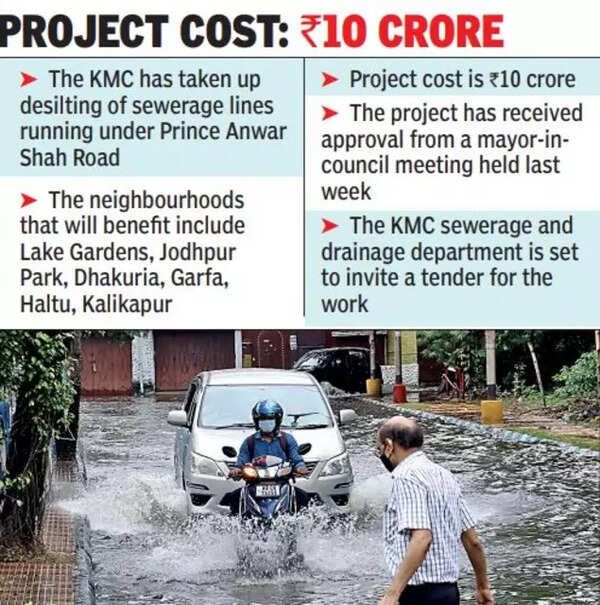 PROJECT COST: ₹10 CRORE
➤ The KMC has taken up
desilting of sewerage lines
running under Prince Anwar
Shah Road
➤ The neighbourhoods
that will benefit include
Lake Gardens, Jodhpur
Park, Dhakuria, Garfa,
Haltu, Kalikapur
➤ Project cost is ₹10 crore
➤ The project has received
approval from a mayor-in-
council meeting held last
week
➤ The KMC sewerage and
drainage department is set
to invite a tender for the
work